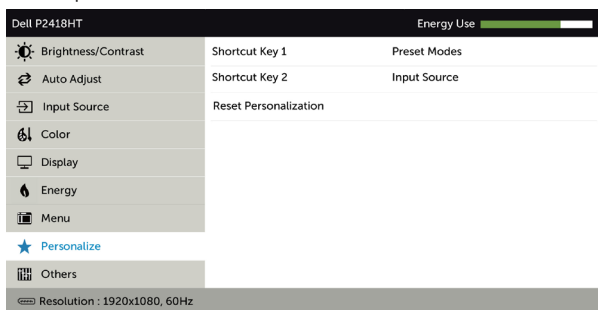 Dell P2418HT Energy Use
Brightness/Contrast Shortcut Key 1 Preset Modes
Auto Adjust Shortcut Key 2 Input Source
Input Source Reset Personalization
Color
Display
Energy
Menu
Personalize
Others
Resolution : 1920x1080, 60Hz